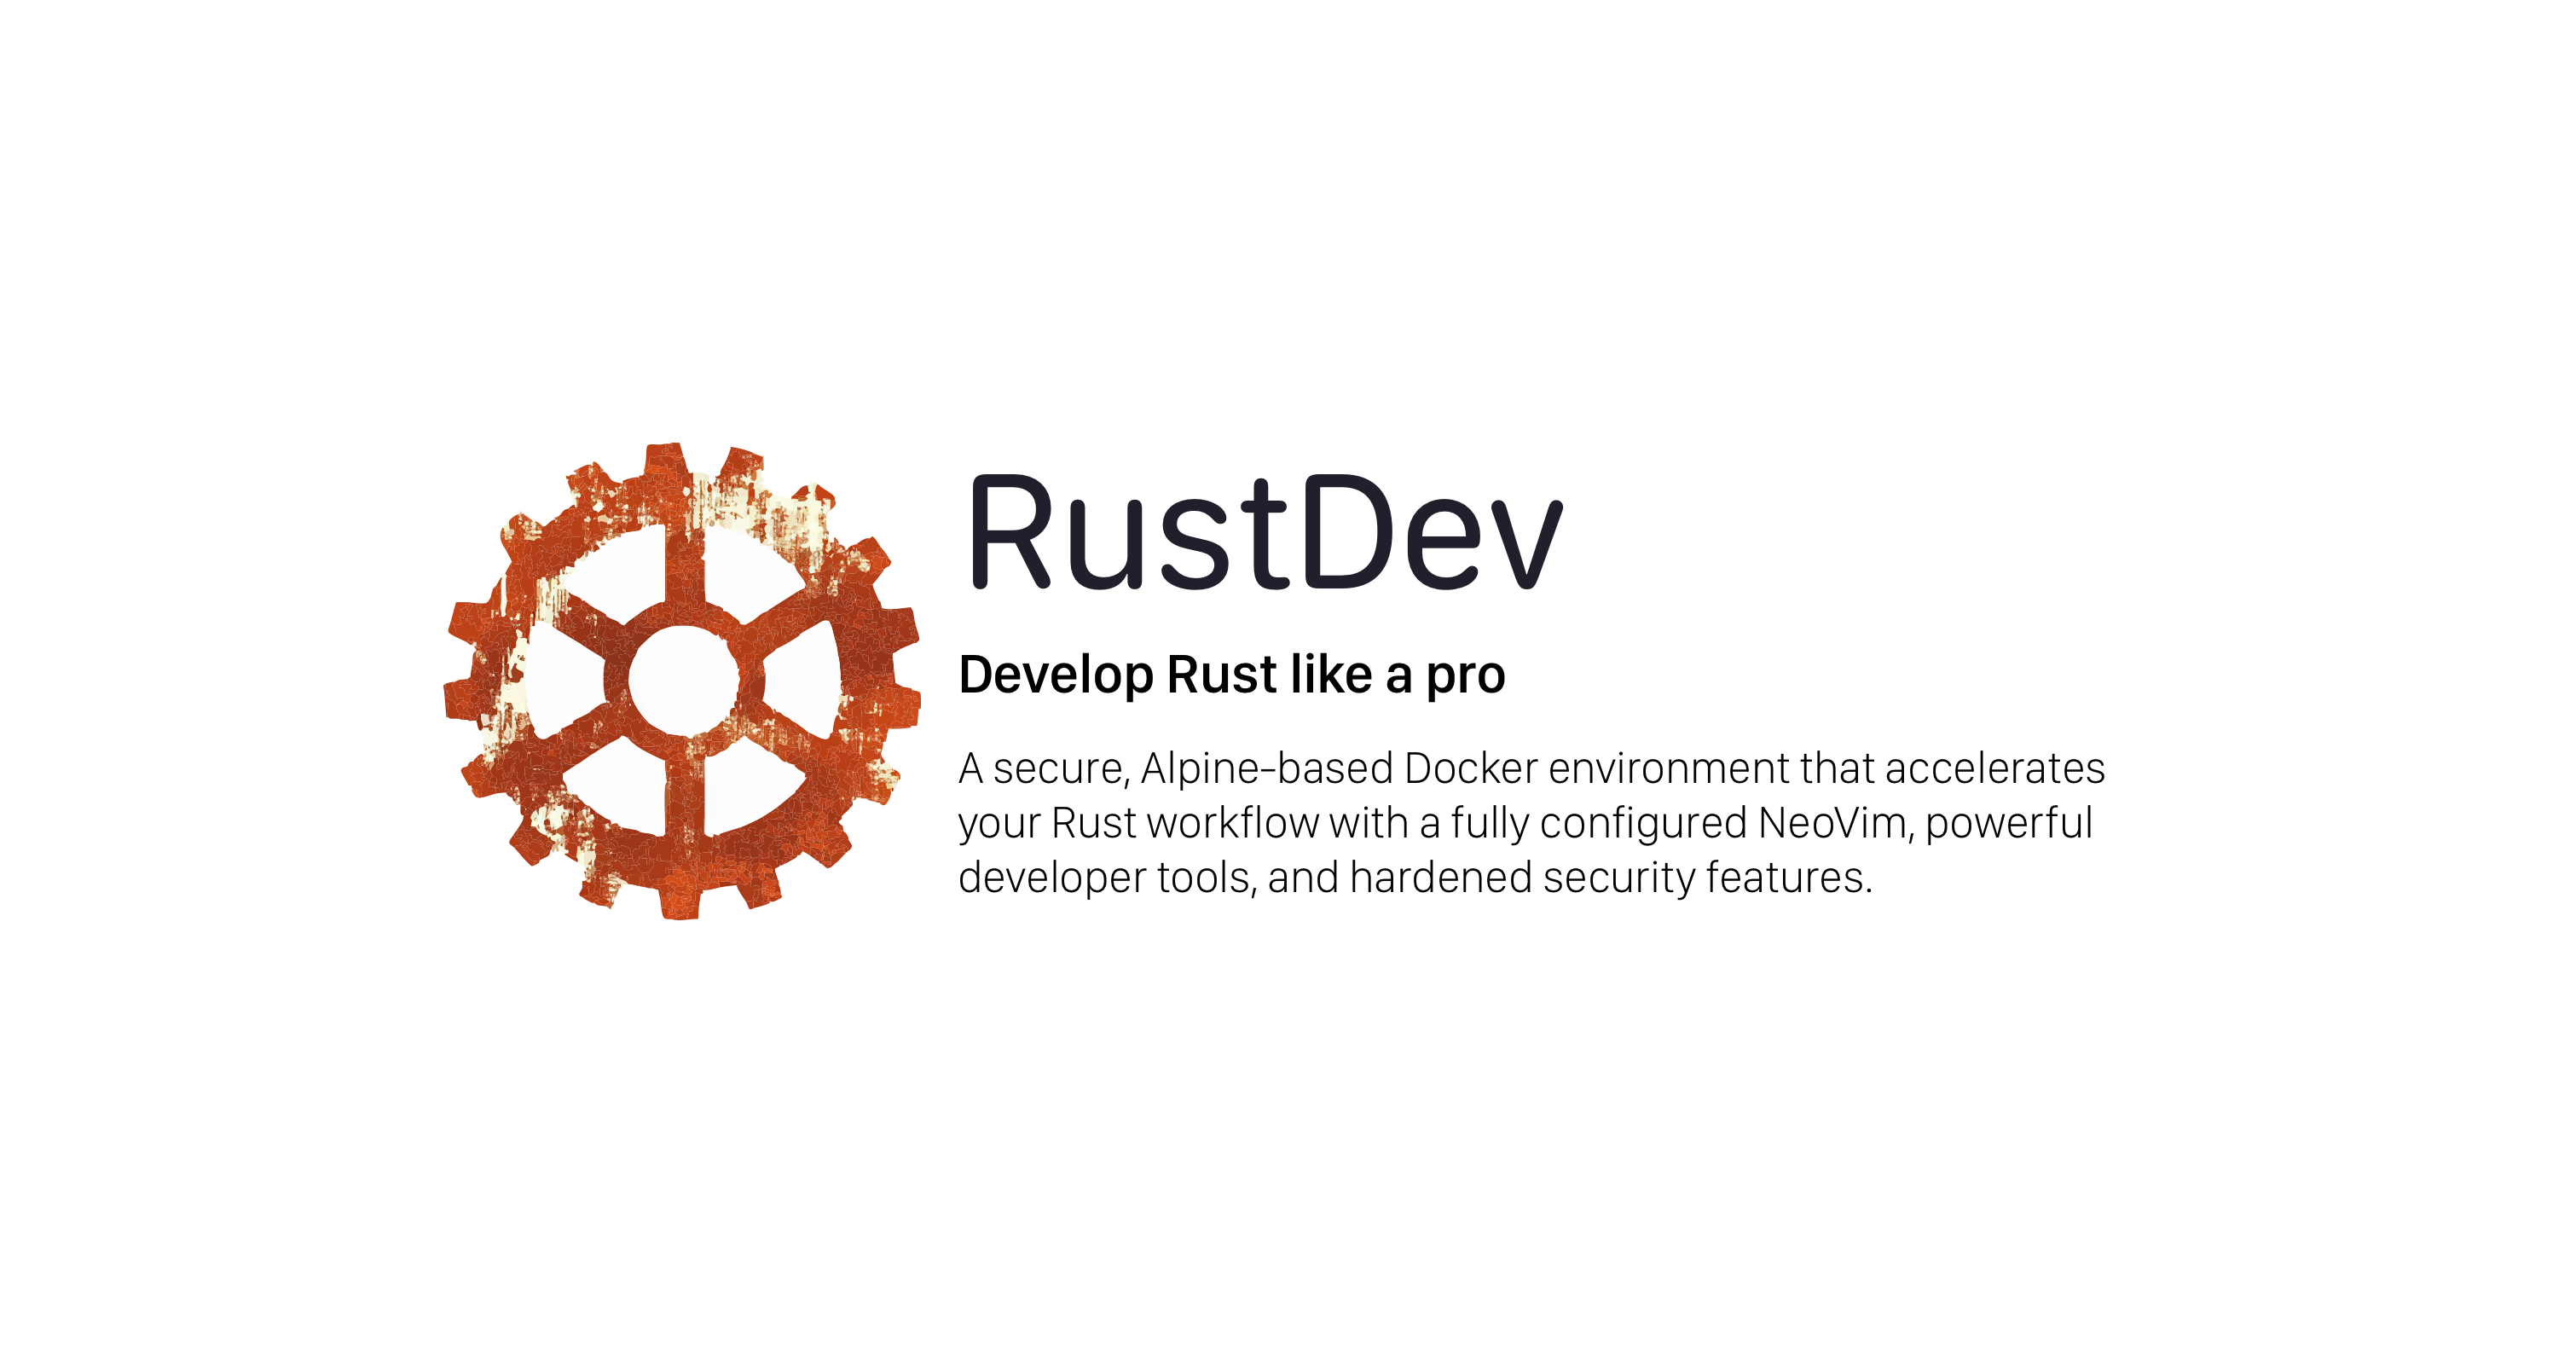 RustDev
Develop Rust like a pro
A secure, Alpine-based Docker environment that accelerates
your Rust workflow with a fully configured NeoVim, powerful
developer tools, and hardened security features.